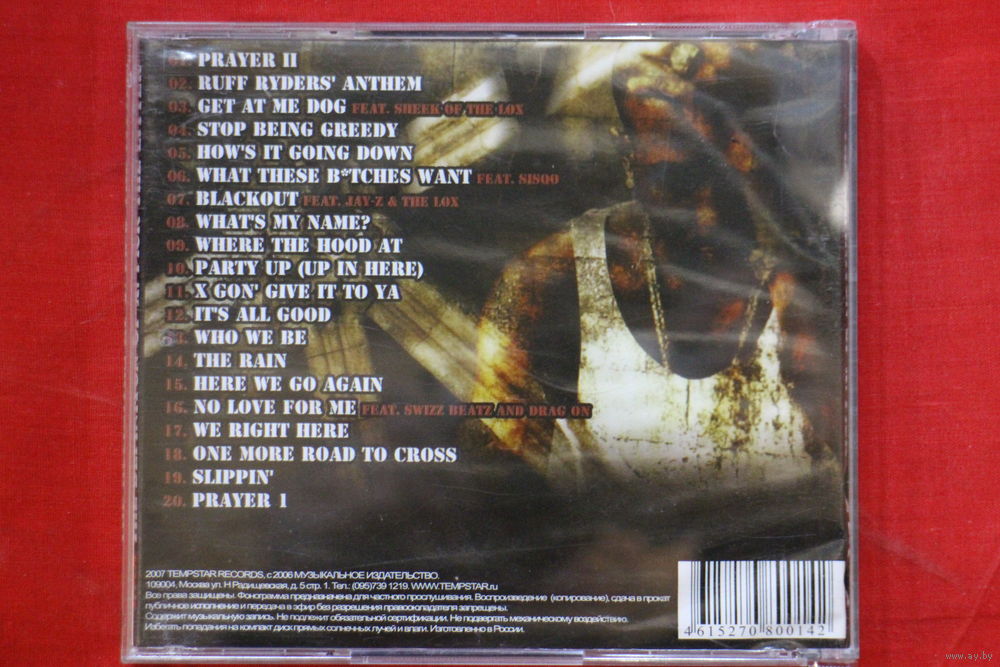 01. PRAYER II
02. RUFF RYDERS' ANTHEM
03. GET AT ME DOG FEAT. SHEEK OF THE LOX
04. STOP BEING GREEDY
05. HOW'S IT GOING DOWN
06. WHAT THESE B*TCHES WANT FEAT. SISQO
07. BLACKOUT FEAT. JAY-Z & THE LOX
08. WHAT'S MY NAME?
09. WHERE THE HOOD AT
10. PARTY UP (UP IN HERE)
11. X GON' GIVE IT TO YA
12. IT'S ALL GOOD
13. WHO WE BE
14. THE RAIN
15. HERE WE GO AGAIN
16. NO LOVE FOR ME FEAT. SWIZZ BEATZ AND DRAG ON
17. WE RIGHT HERE
18. ONE MORE ROAD TO CROSS
19. SLIPPIN'
20. PRAYER 1
2007 TEMPSTAR RECORDS, c 2006 МУЗЫКАЛЬНОЕ ИЗДАТЕЛЬСТВО.
109004, Москва ул. Н Радищевская, д. 5 стр. 1. Тел.: (095)739 1219. WWW.TEMPSTAR.ru
Все права защищены. Фонограмма предназначена для частного прослушивания. Воспроизведение (копирование), сдача в прокат
публичное исполнение и передача в эфир без разрешения правообладателя запрещены.
Содержит музыкальную запись. Не подлежит обязательной сертификации. Не подвергать механическому воздействию.
Избегать попадания на компакт диск прямых солнечных лучей и влаги. Изготовлено в России.
4 615270 800142
www.ay.by